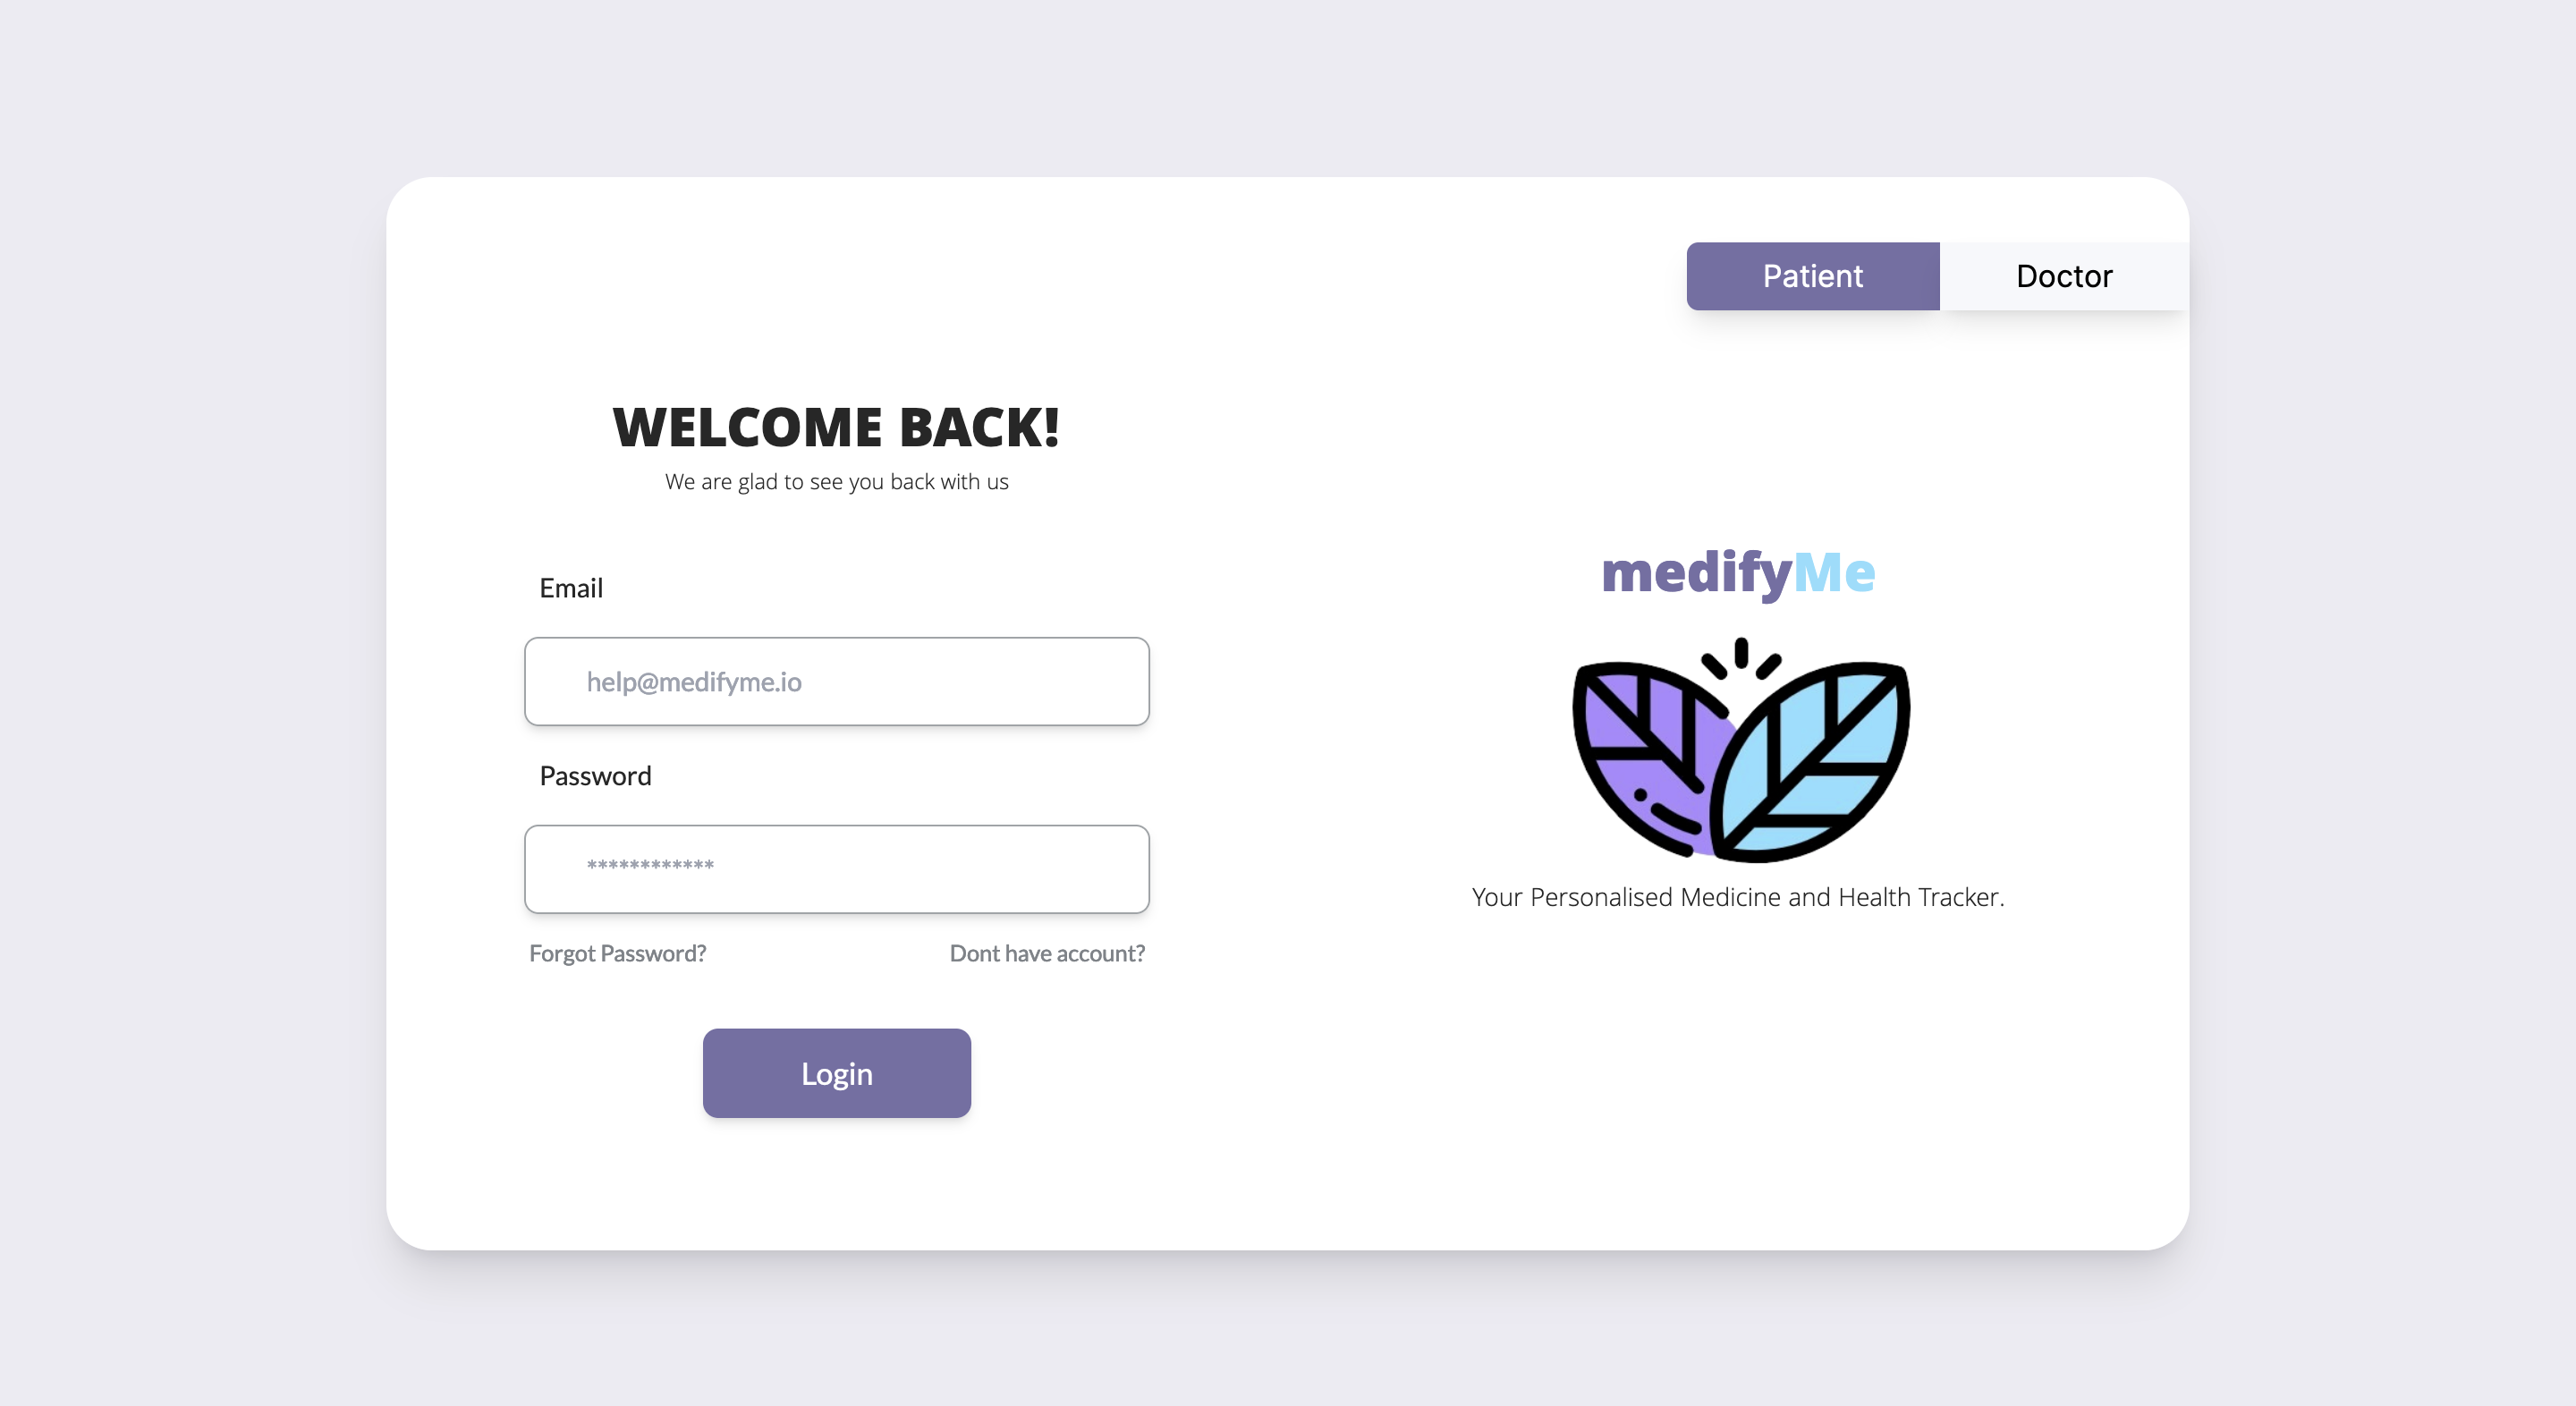 Patient Doctor
WELCOME BACK!
We are glad to see you back with us
Email
help@medifyme.io
Password
************
Forgot Password? Dont have account?
Login
medifyMe
Your Personalised Medicine and Health Tracker.